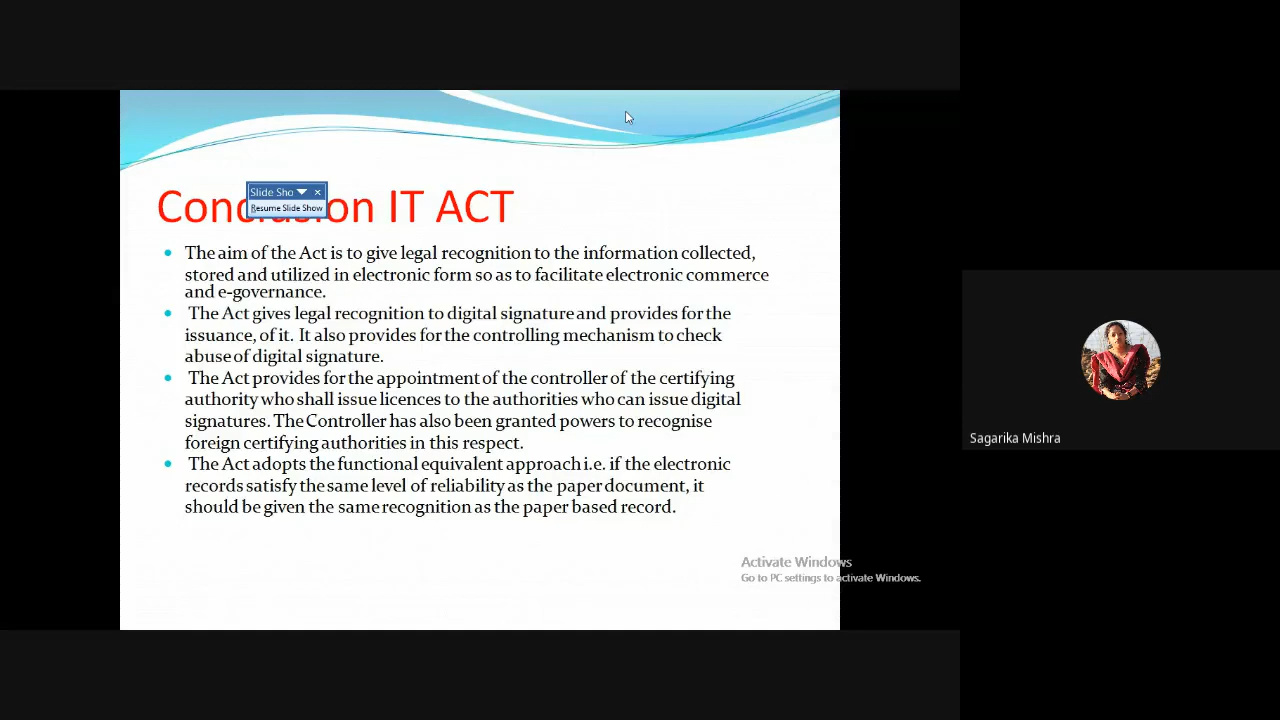 Conclusion IT ACT
Slide Sho
Resume Slide Show
The aim of the Act is to give legal recognition to the information collected,
stored and utilized in electronic form so as to facilitate electronic commerce
and e-governance.
The Act gives legal recognition to digital signature and provides for the
issuance, of it. It also provides for the controlling mechanism to check
abuse of digital signature.
The Act provides for the appointment of the controller of the certifying
authority who shall issue licences to the authorities who can issue digital
signatures. The Controller has also been granted powers to recognise
foreign certifying authorities in this respect.
The Act adopts the functional equivalent approach i.e. if the electronic
records satisfy the same level of reliability as the paper document, it
should be given the same recognition as the paper based record.
Activate Windows
Go to PC settings to activate Windows.
Sagarika Mishra